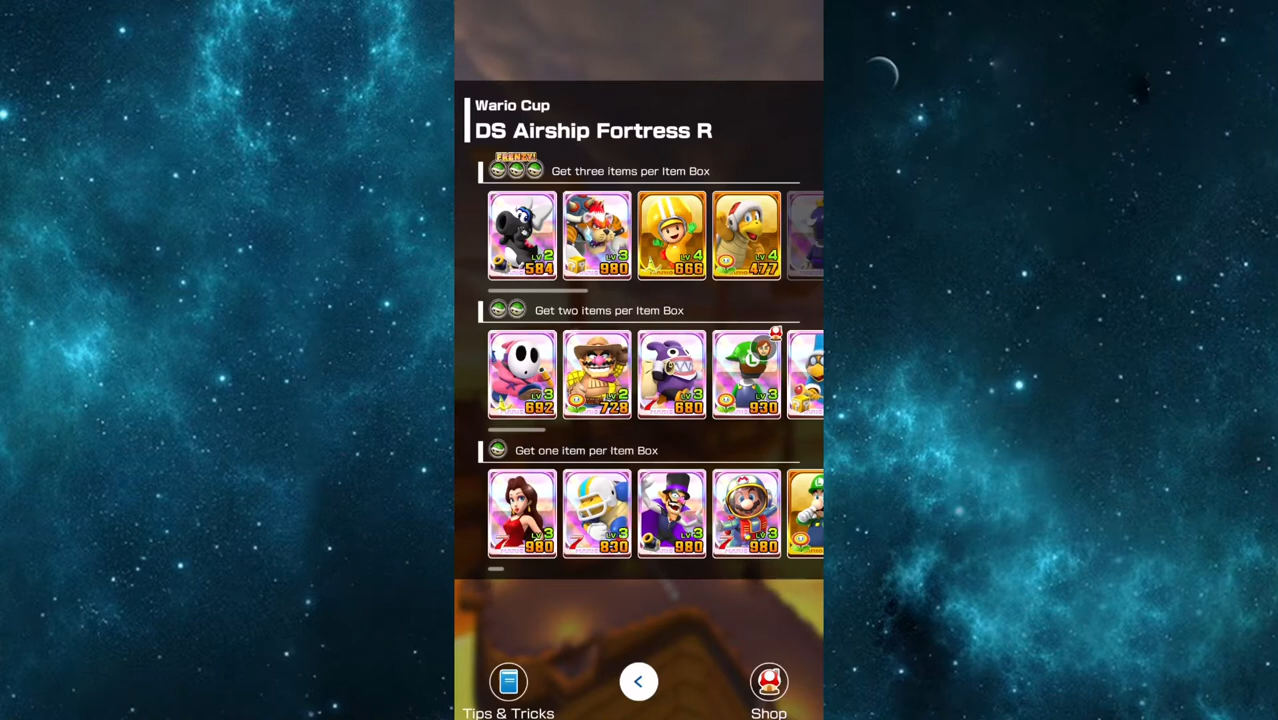 Wario Cup
DS Airship Fortress R
FRENZY
Get three items per Item Box
LV 2 584
LV 3 980
LV 4 666
LV 4 477
Get two items per Item Box
LV 3 692
LV 2 728
LV 3 680
L
LV 3 930
Get one item per Item Box
LV 3 980
LV 3 830
LV 3 980
LV 3 980
L
Tips & Tricks
Shop